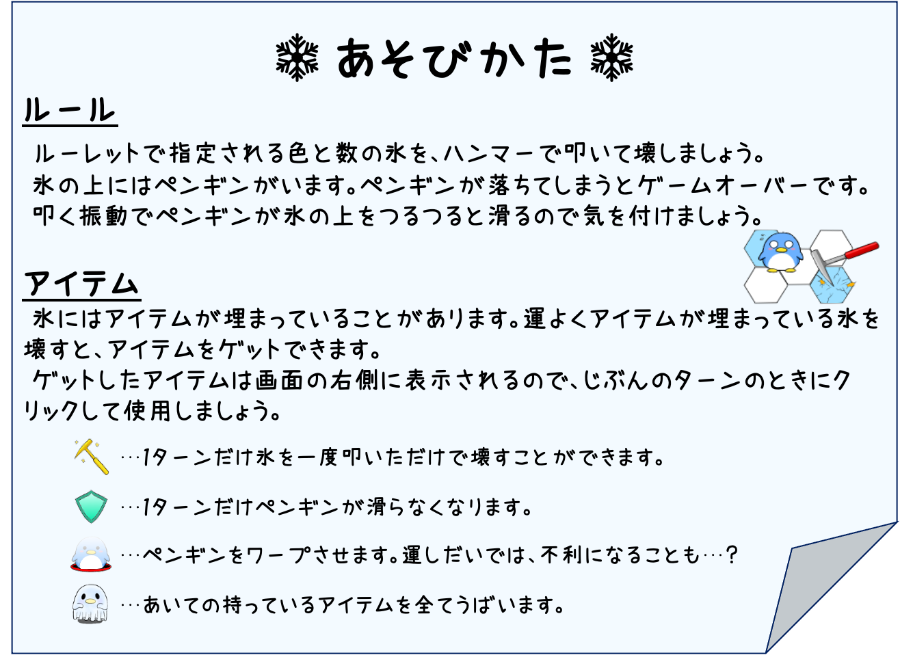 あそびかた
ルール
ルーレットで指定される色と数の氷を、ハンマーで叩いて壊しましょう。
氷の上にはペンギンがいます。ペンギンが落ちてしまうとゲームオーバーです。
叩く振動でペンギンが氷の上をつるつると滑るので気を付けましょう。
アイテム
氷にはアイテムが埋まっていることがあります。運よくアイテムが埋まっている氷を
壊すと、アイテムをゲットできます。
ゲットしたアイテムは画面の右側に表示されるので、じぶんのターンのときにク
リックして使用しましょう。
…1ターンだけ氷を一度叩いただけで壊すことができます。
…1ターンだけペンギンが滑らなくなります。
…ペンギンをワープさせます。運しだいでは、不利になることも…?
…あいての持っているアイテムを全てうばいます。